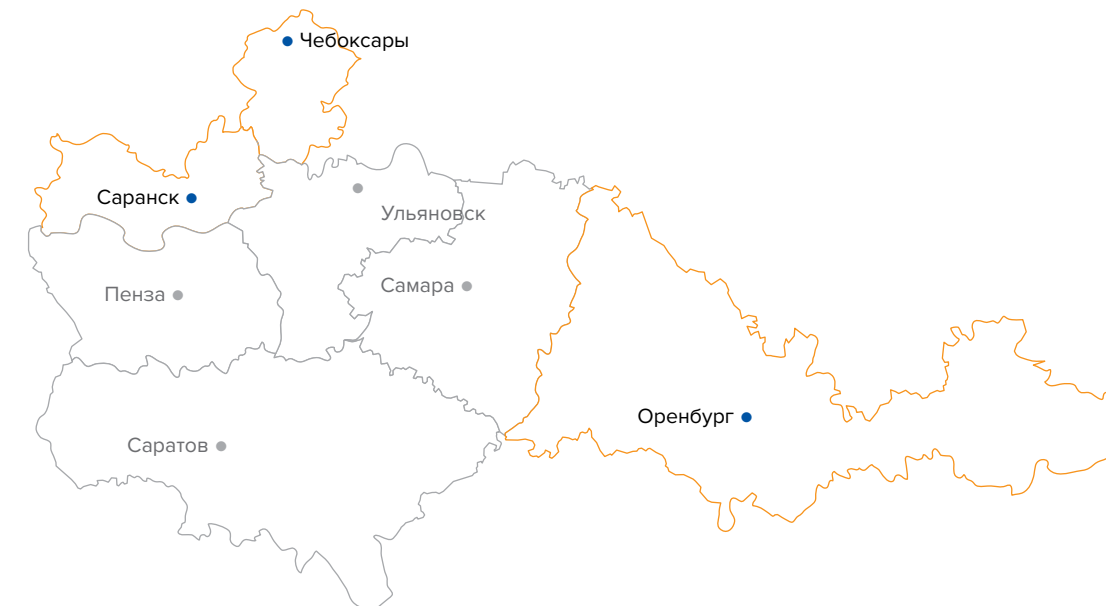 Чебоксары
Саранск
Ульяновск
Пенза
Самара
Оренбург
Саратов